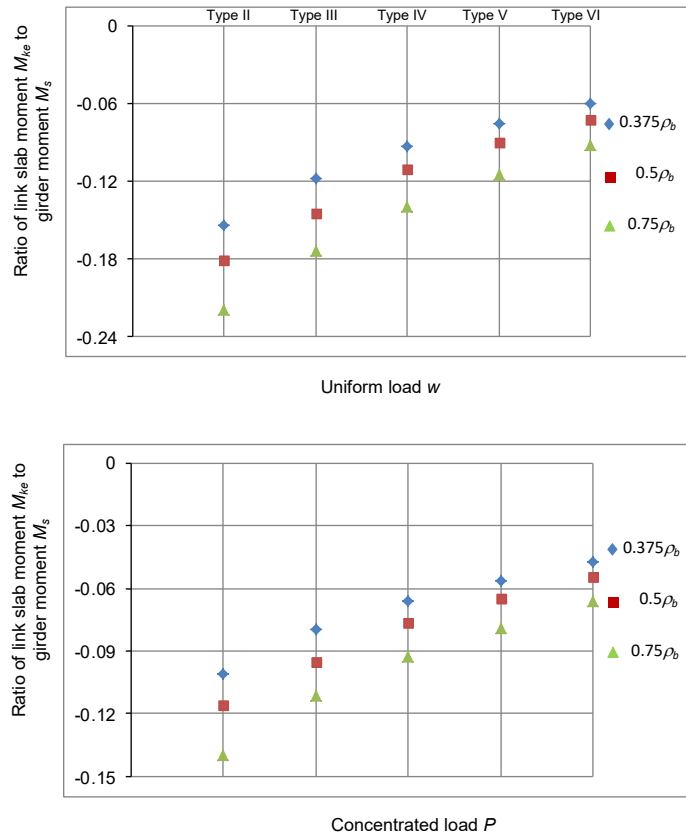 Type II Type III Type IV Type V Type VI
0
-0.06
-0.12
-0.18
-0.24
Ratio of link slab moment Mke to
girder moment Ms
0.375ρb
0.5ρb
0.75ρb
Uniform load w
0
-0.03
-0.06
-0.09
-0.12
-0.15
Ratio of link slab moment Mke to
girder moment Ms
0.375ρb
0.5ρb
0.75ρb
Concentrated load P